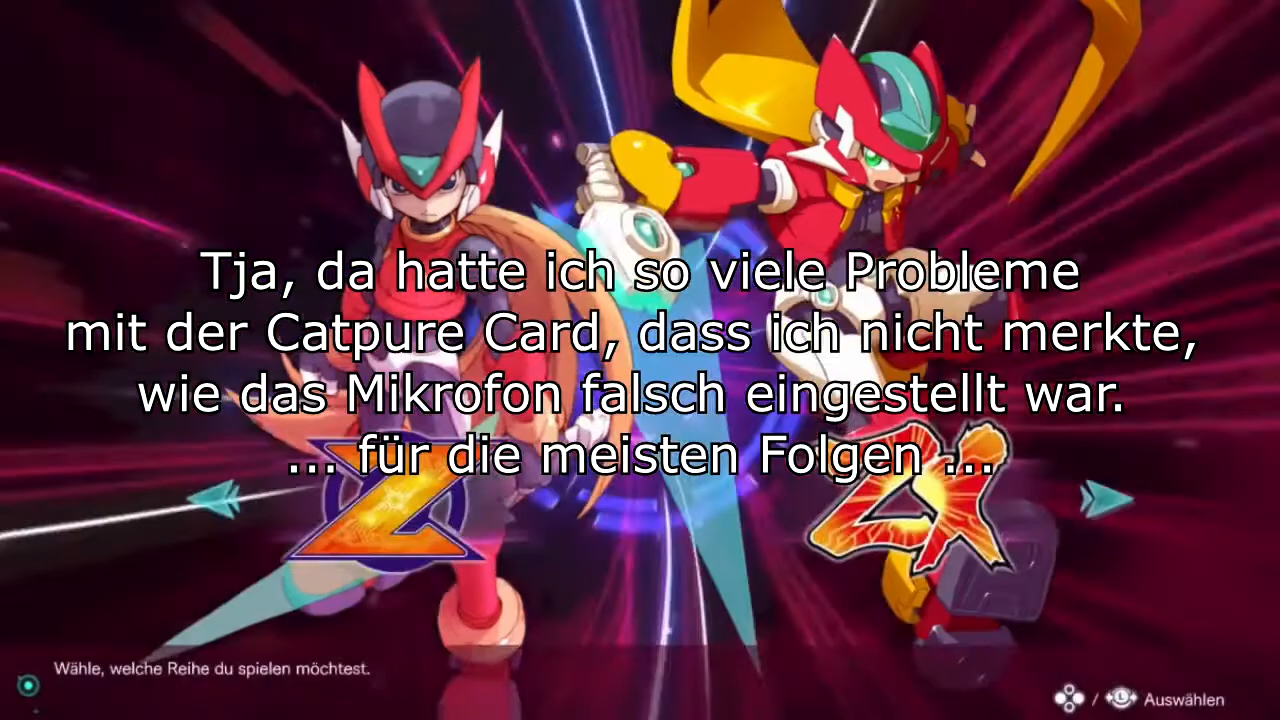 Tja, da hatte ich so viele Probleme
mit der Catpure Card, dass ich nicht merkte,
wie das Mikrofon falsch eingestellt war.
... für die meisten Folgen ...
Z
ZX
Wähle, welche Reihe du spielen möchtest.
/ L Auswählen